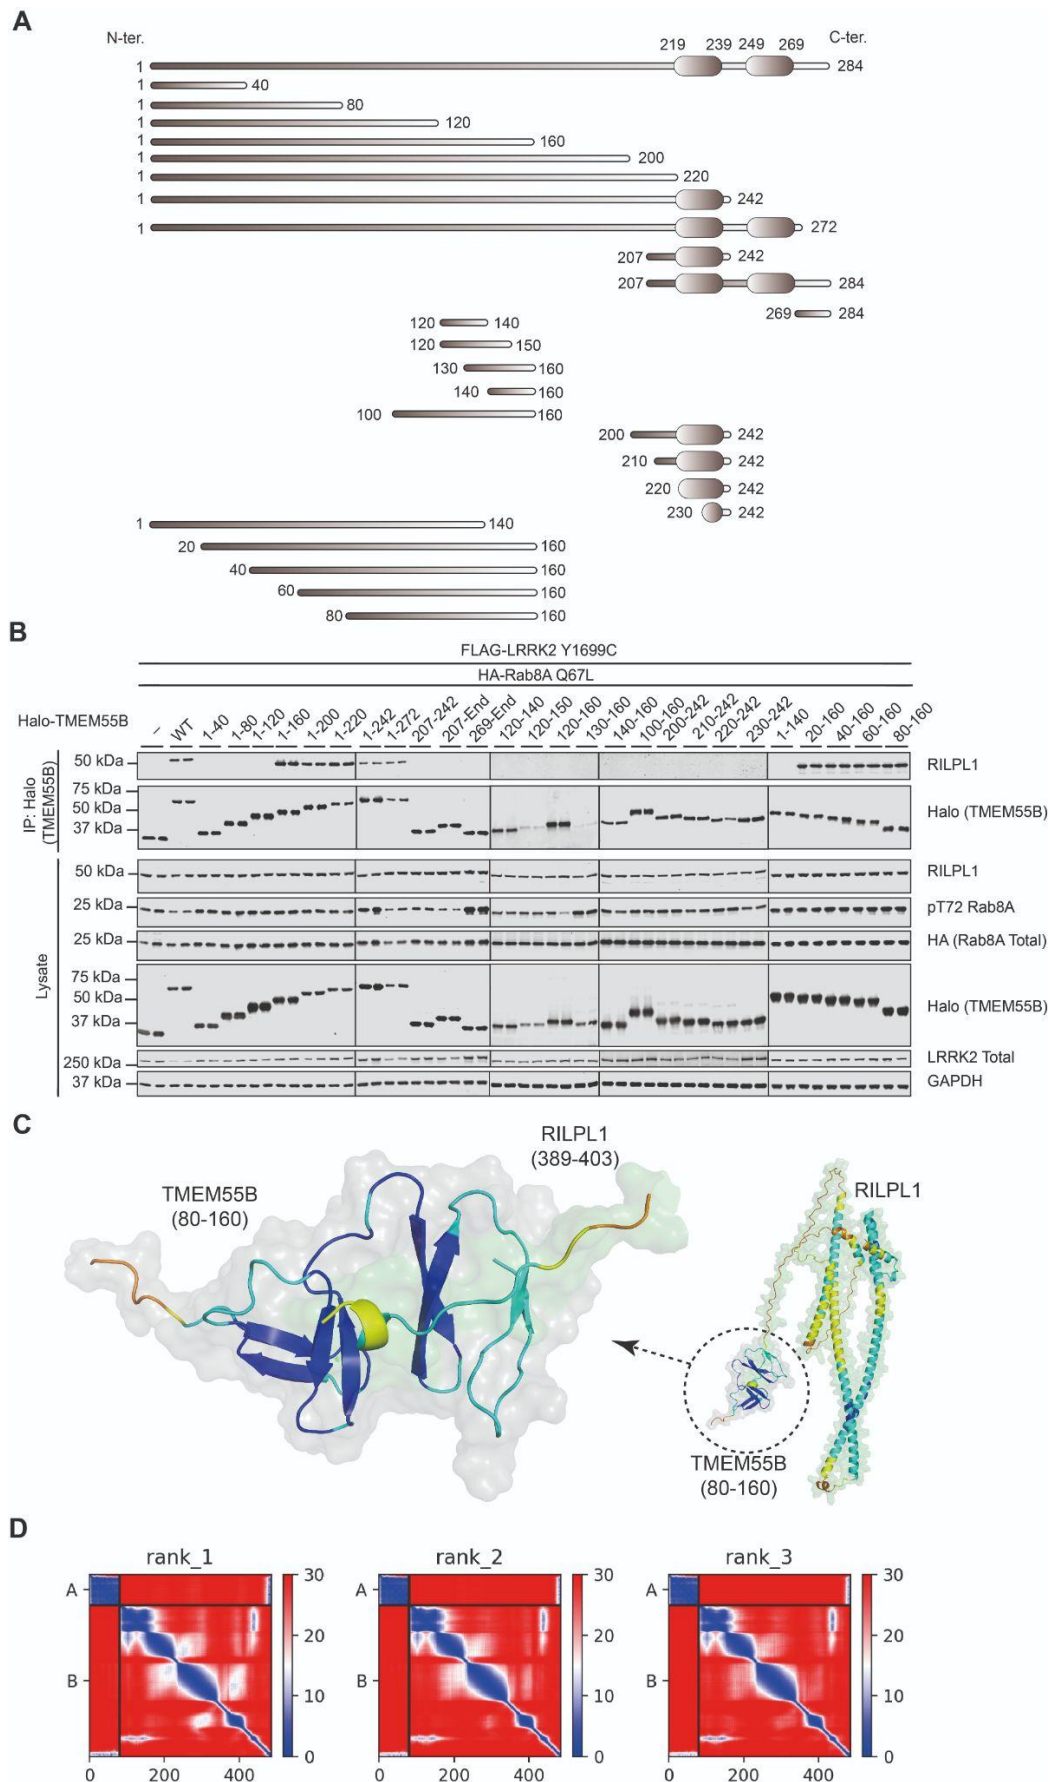 A
N-ter.
219 239 249 269
C-ter.
1 284
1 40
1 80
1 120
1 160
1 200
1 220
1 242
1 272
207 242
207 284
269 284
120 140
120 150
130 160
140 160
100 160
200 242
210 242
220 242
230 242
1 140
20 160
40 160
60 160
80 160
B
FLAG-LRRK2 Y1699C
HA-Rab8A Q67L
Halo-TMEM55B
– WT 1-40 1-80 1-120 1-160 1-200 1-220 1-242 1-272 207-242 207-End 269-End 120-140 120-150 120-160 130-160 140-160 100-160 200-242 210-242 220-242 230-242 1-140 20-160 40-160 60-160 80-160
IP: Halo
(TMEM55B)
50 kDa RILPL1
75 kDa
50 kDa Halo (TMEM55B)
37 kDa
Lysate
50 kDa RILPL1
25 kDa pT72 Rab8A
25 kDa HA (Rab8A Total)
75 kDa
50 kDa Halo (TMEM55B)
37 kDa
250 kDa LRRK2 Total
37 kDa GAPDH
C
RILPL1
(389-403)
TMEM55B
(80-160)
RILPL1
TMEM55B
(80-160)
D
rank_1 rank_2 rank_3
A 30 A 30 A 30
20 20 20
B B B
10 10 10
0 0 0
0 200 400 0 200 400 0 200 400